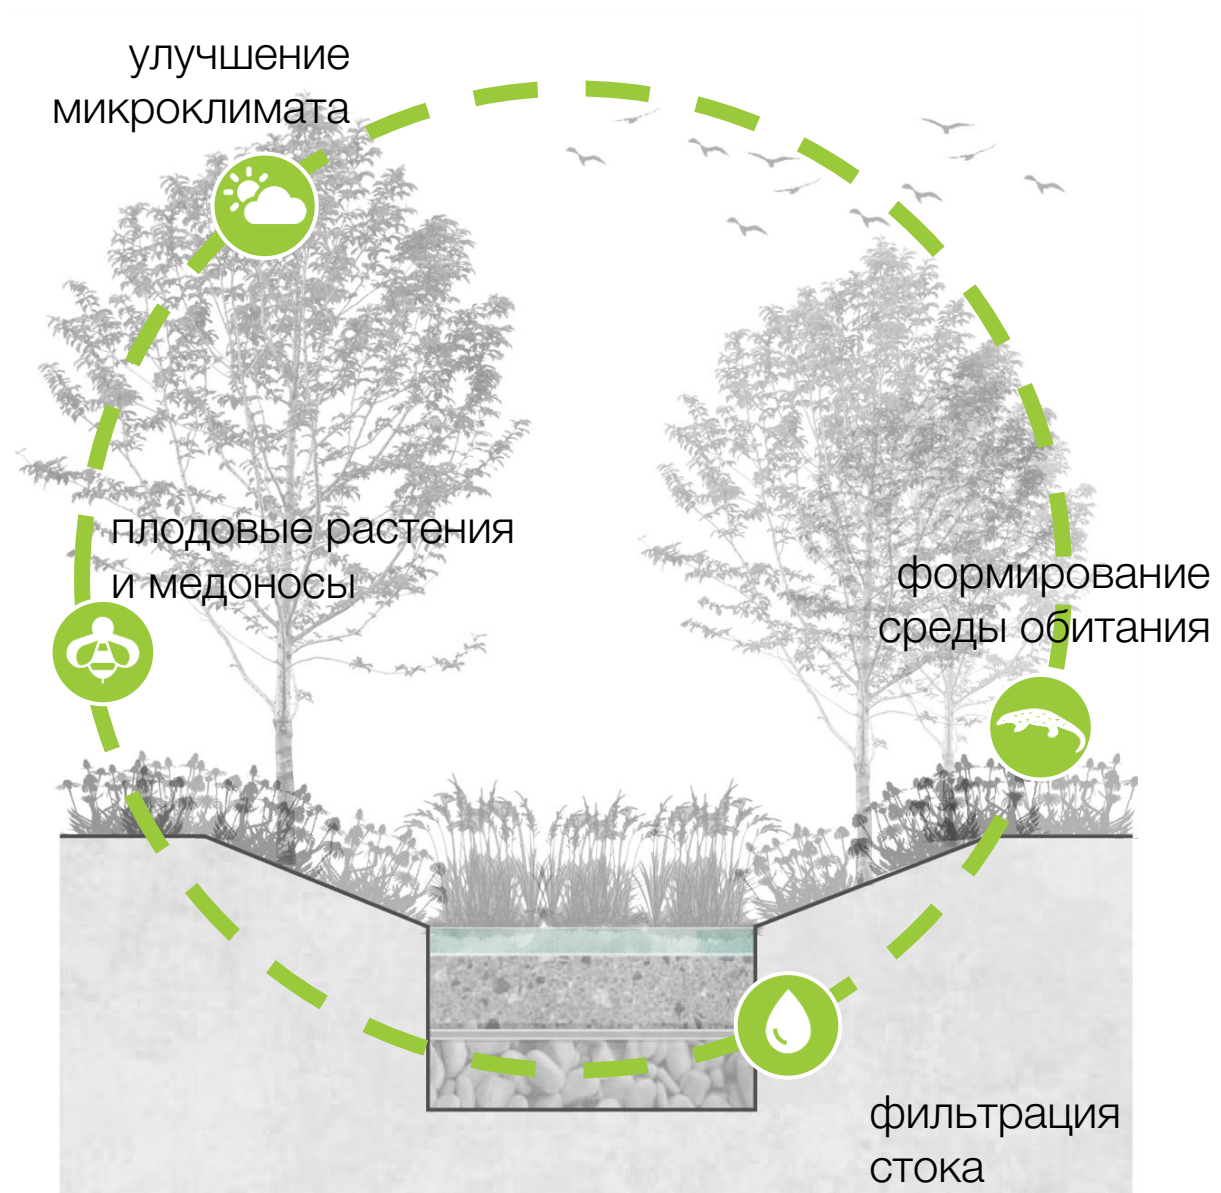 улучшение
микроклимата
плодовые растения
и медоносы
формирование
среды обитания
фильтрация
стока